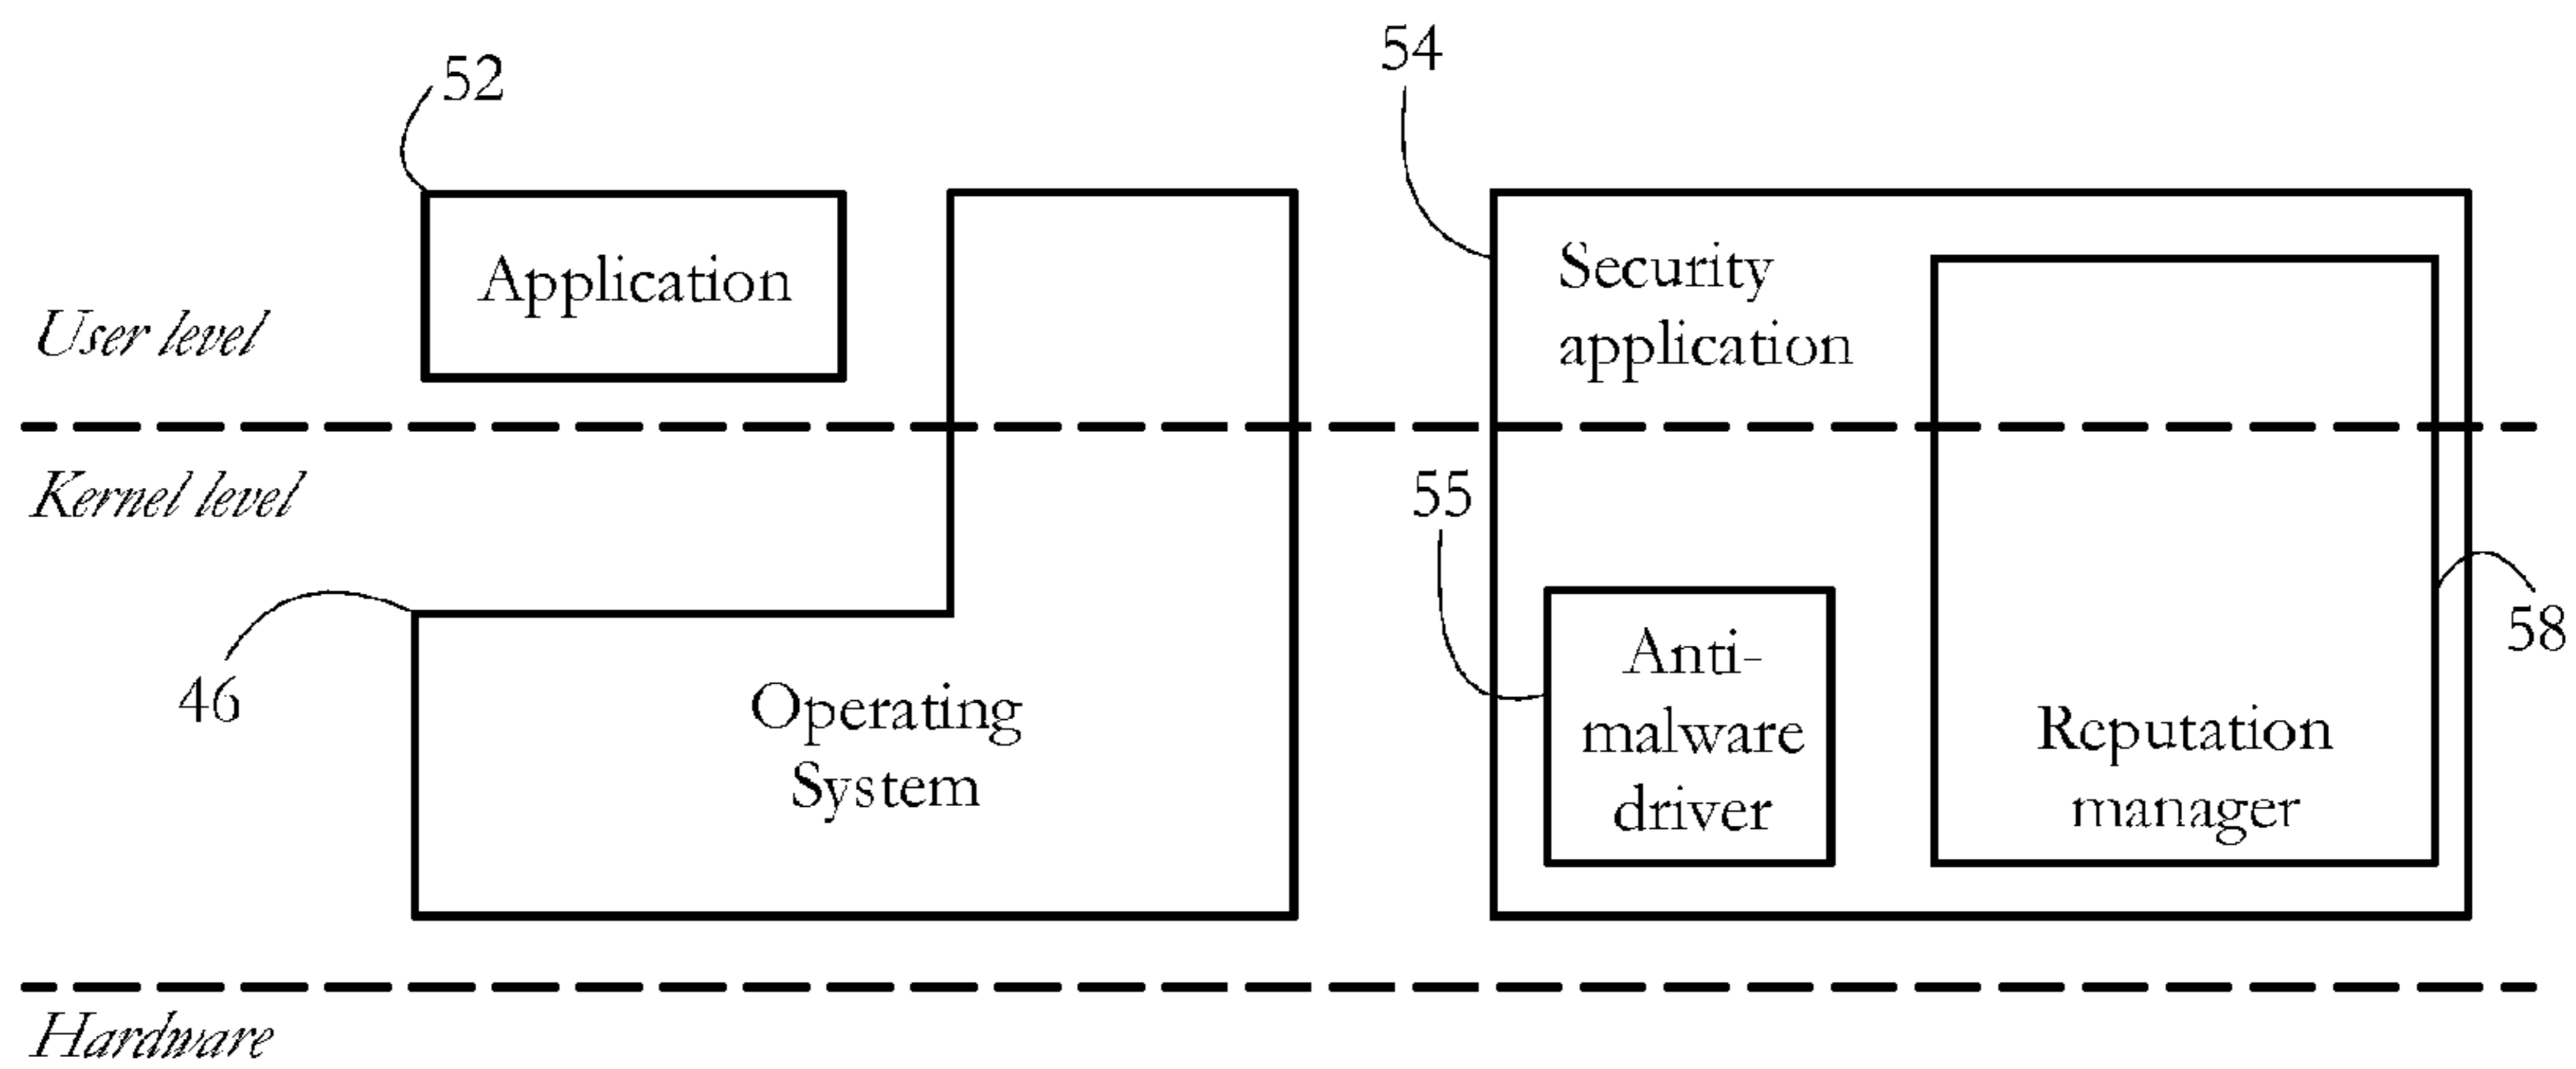 52
54
Application
Security
application
User level
Kernel level
55
46
58
Operating
System
Anti-
malware
driver
Reputation
manager
Hardware